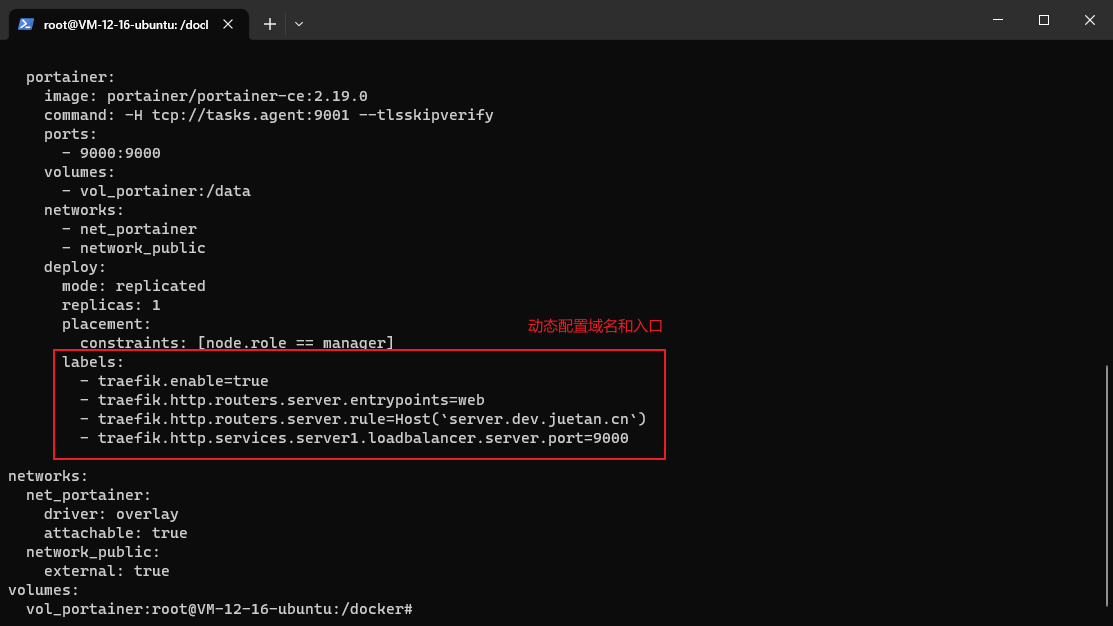 root@VM-12-16-ubuntu: /docl
portainer:
image: portainer/portainer-ce:2.19.0
command: -H tcp://tasks.agent:9001 --tlsskipverify
ports:
- 9000:9000
volumes:
- vol_portainer:/data
networks:
- net_portainer
- network_public
deploy:
mode: replicated
replicas: 1
placement:
动态配置域名和入口
constraints: [node.role == manager]
labels:
- traefik.enable=true
- traefik.http.routers.server.entrypoints=web
- traefik.http.routers.server.rule=Host(`server.dev.juetan.cn`)
- traefik.http.services.server1.loadbalancer.server.port=9000
networks:
net_portainer:
driver: overlay
attachable: true
network_public:
external: true
volumes:
vol_portainer:root@VM-12-16-ubuntu:/docker#